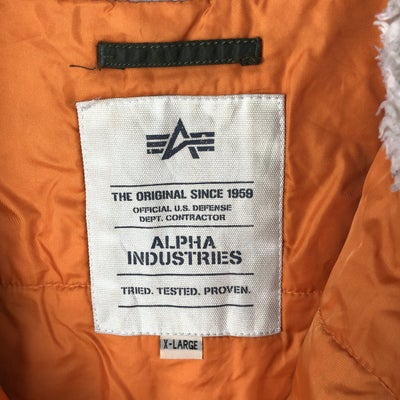 THE ORIGINAL SINCE 1959
OFFICIAL U.S. DEFENSE
DEPT. CONTRACTOR
ALPHA
INDUSTRIES
TRIED. TESTED. PROVEN.
X-LARGE